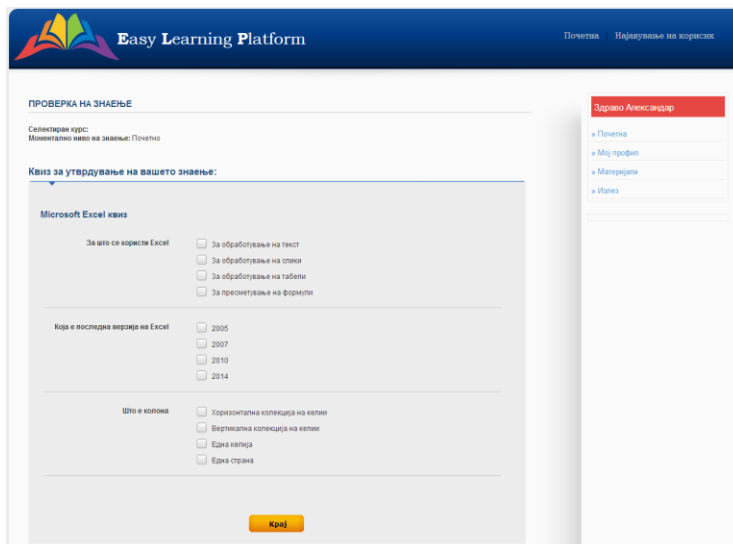 Easy Learning Platform
Почетна
Најавување на корисик
ПРОВЕРКА НА ЗНАЕЊЕ
Селектиран курс:
Моментално ниво на знаење: Почетно
Квиз за утврдување на вашето знаење:
Microsoft Excel квиз
За што се користи Excel
За обработување на текст
За обработување на слики
За обработување на табели
За пресметување на формули
Која е последна верзија на Excel
2005
2007
2010
2014
Што е колона
Хоризонтална колекција на келии
Вертикална колекција на келии
Една келија
Една страна
Крај
Здраво Александар
» Почетна
» Мој профил
» Материјали
» Излез